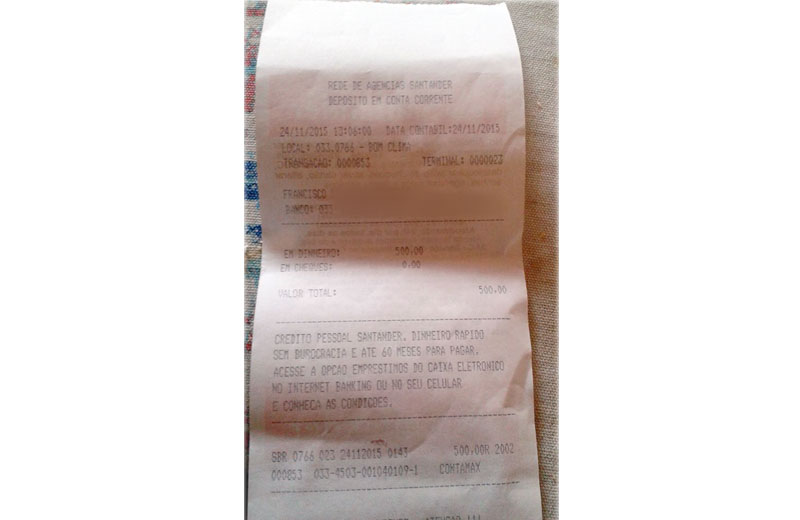 REDE DE AGENCIAS SANTANDER
DEPOSITO EM CONTA CORRENTE
24/11/2015 13:06:00 DATA CONTABIL:24/11/2015
LOCAL: 033.0766 - BOM CLIMA
TRANSACAO: 0000853 TERMINAL: 0000023
FRANCISCO
BANCO: 033
EM DINHEIRO: 500.00
EM CHEQUES: 0.00
VALOR TOTAL: 500.00
CREDITO PESSOAL SANTANDER. DINHEIRO RAPIDO
SEM BUROCRACIA E ATE 60 MESES PARA PAGAR.
ACESSE A OPCAO EMPRESTIMOS DO CAIXA ELETRONICO
NO INTERNET BANKING OU NO SEU CELULAR
E CONHECA AS CONDICOES.
SBR 0766 023 24112015 0143 500,00R 2002
000853 033-4503-001040109-1 CONTAMAX
ATENCAO !!!